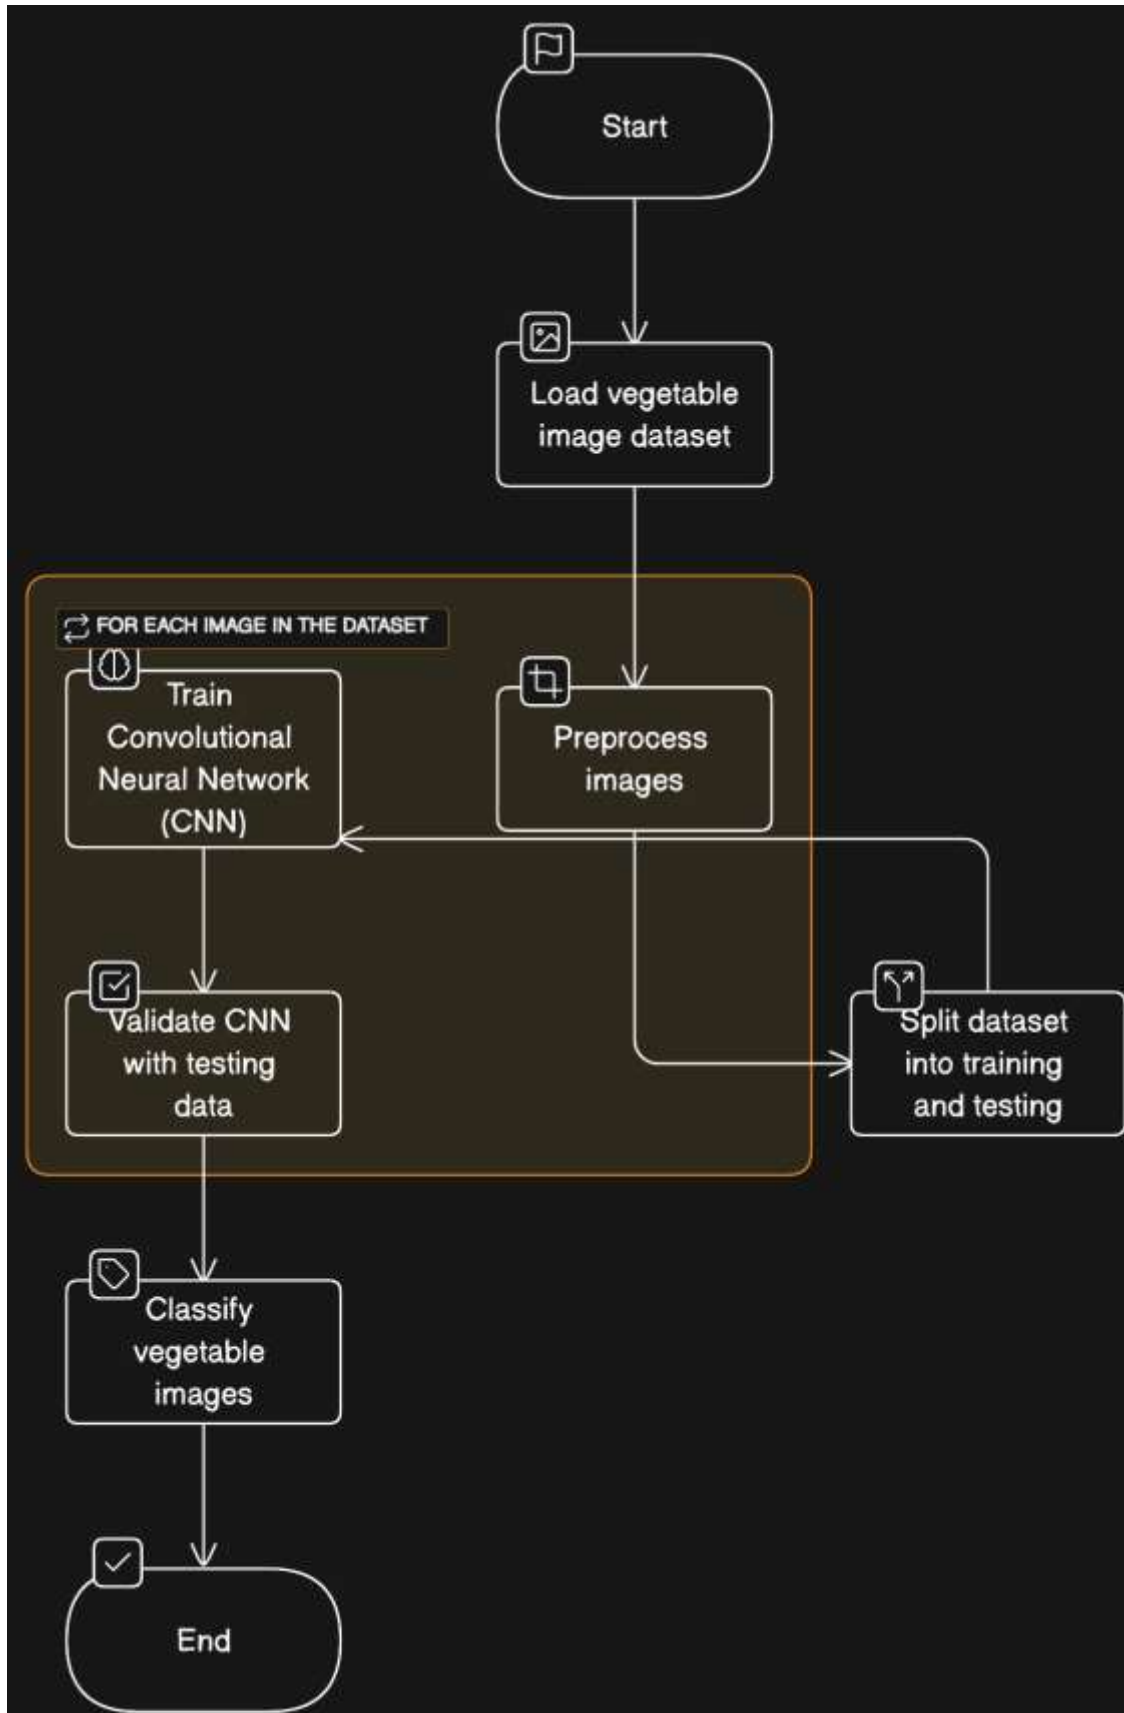 Start
Load vegetable
image dataset
FOR EACH IMAGE IN THE DATASET
Preprocess
images
Split dataset
into training
and testing
Train
Convolutional
Neural Network
(CNN)
Validate CNN
with testing
data
Classify
vegetable
images
End